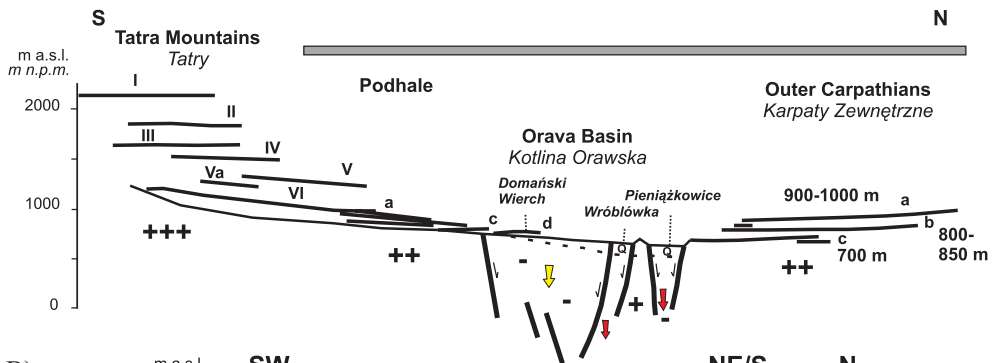 S
N
Tatra Mountains
Tatry
m a.s.l.
m n.p.m.
I
Podhale
Outer Carpathians
Karpaty Zewnętrzne
2000
II
III
Orava Basin
Kotlina Orawska
IV
Va
V
Domański
Wierch
Pieniążkowice
Wróblówka
VI
900-1000 m
a
1000
a
b
c
d
c
800-
850 m
700 m
+++
++
-
Q
Q
++
-
+
-
0
m a.s.l.
SW
NE/S
N